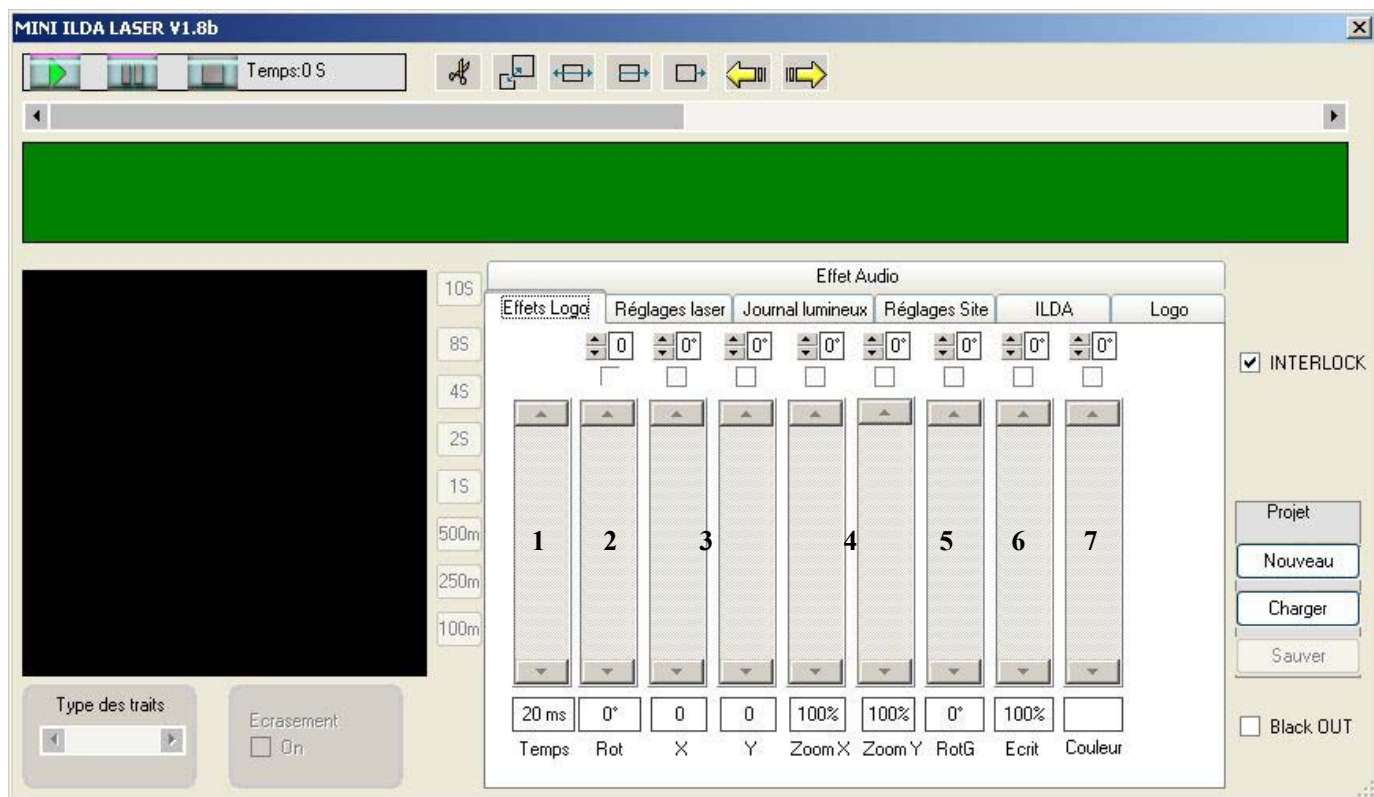 MINI ILDA LASER V1.8b
Temps:0 S
10S
8S
4S
2S
1S
500m
250m
100m
Effet Audio
Effets Logo Réglages laser Journal lumineux Réglages Site ILDA Logo
0 0° 0° 0° 0° 0° 0° 0°
1 2 3 4 5 6 7
20 ms 0° 0 0 100% 100% 0° 100%
Temps Rot X Y Zoom X Zoom Y RotG Ecrit Couleur
INTERLOCK
Projet
Nouveau
Charger
Sauver
Black OUT
Type des traits
Ecrasement
On